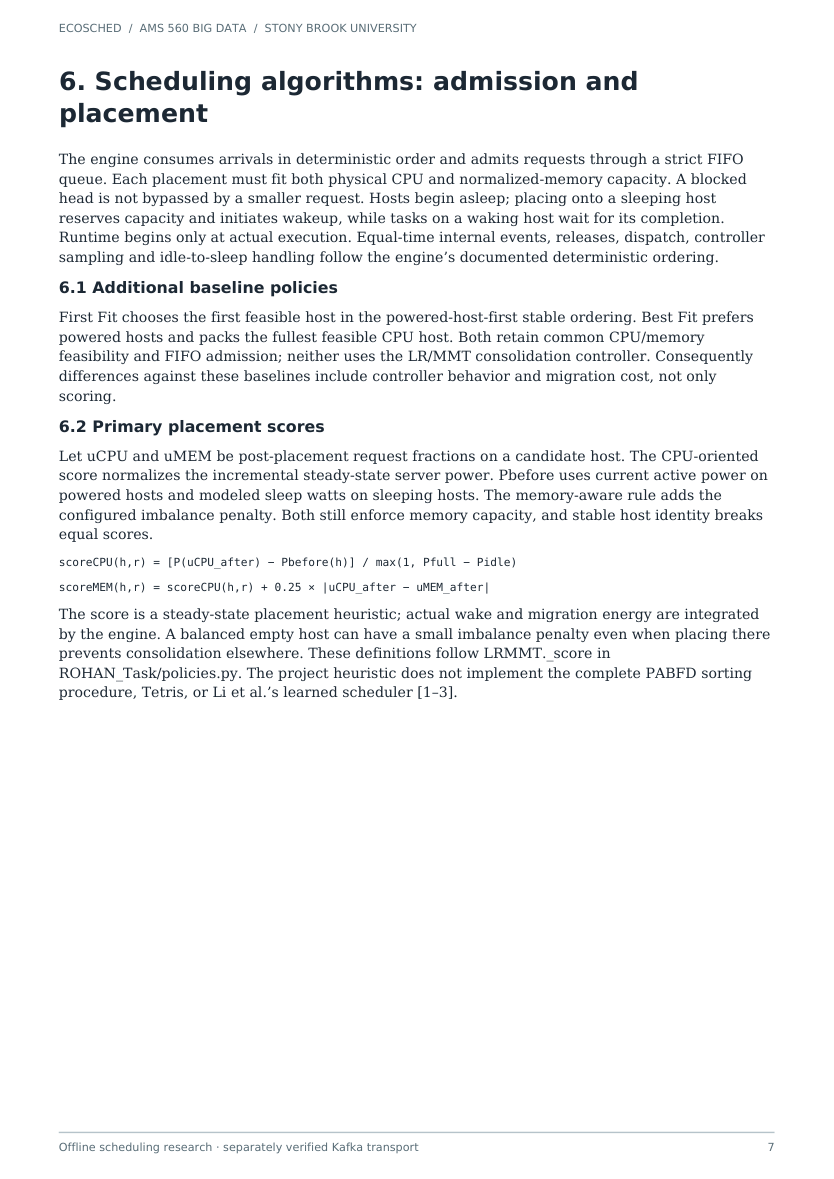 ECOSCHED / AMS 560 BIG DATA / STONY BROOK UNIVERSITY
6. Scheduling algorithms: admission and
placement
The engine consumes arrivals in deterministic order and admits requests through a strict FIFO
queue. Each placement must fit both physical CPU and normalized-memory capacity. A blocked
head is not bypassed by a smaller request. Hosts begin asleep; placing onto a sleeping host
reserves capacity and initiates wakeup, while tasks on a waking host wait for its completion.
Runtime begins only at actual execution. Equal-time internal events, releases, dispatch, controller
sampling and idle-to-sleep handling follow the engine’s documented deterministic ordering.
6.1 Additional baseline policies
First Fit chooses the first feasible host in the powered-host-first stable ordering. Best Fit prefers
powered hosts and packs the fullest feasible CPU host. Both retain common CPU/memory
feasibility and FIFO admission; neither uses the LR/MMT consolidation controller. Consequently
differences against these baselines include controller behavior and migration cost, not only
scoring.
6.2 Primary placement scores
Let uCPU and uMEM be post-placement request fractions on a candidate host. The CPU-oriented
score normalizes the incremental steady-state server power. Pbefore uses current active power on
powered hosts and modeled sleep watts on sleeping hosts. The memory-aware rule adds the
configured imbalance penalty. Both still enforce memory capacity, and stable host identity breaks
equal scores.
scoreCPU(h,r) = [P(uCPU_after) − Pbefore(h)] / max(1, Pfull − Pidle)
scoreMEM(h,r) = scoreCPU(h,r) + 0.25 × |uCPU_after − uMEM_after|
The score is a steady-state placement heuristic; actual wake and migration energy are integrated
by the engine. A balanced empty host can have a small imbalance penalty even when placing there
prevents consolidation elsewhere. These definitions follow LRMMT._score in
ROHAN_Task/policies.py. The project heuristic does not implement the complete PABFD sorting
procedure, Tetris, or Li et al.’s learned scheduler [1–3].
Offline scheduling research · separately verified Kafka transport
7